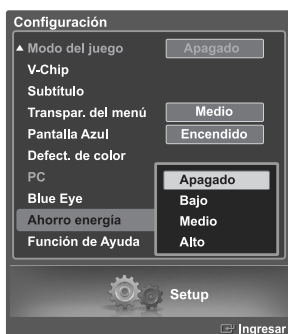 Configuración
Modo del juego Apagado
V-Chip
Subtítulo
Transpar. del menú Medio
Pantalla Azul Encendido
Defect. de color
PC Apagado
Blue Eye Bajo
Ahorro energía Medio
Función de Ayuda Alto
Setup
Ingresar